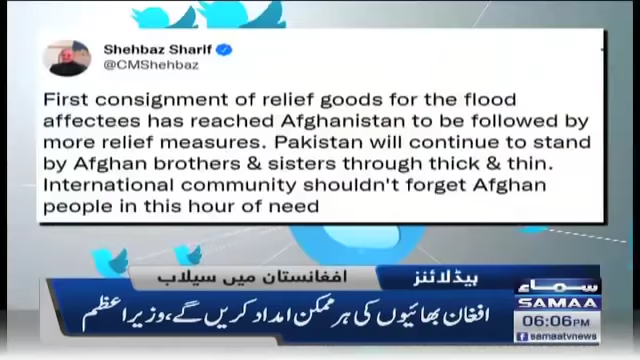 Shehbaz Sharif
@CMShehbaz
First consignment of relief goods for the flood
affectees has reached Afghanistan to be followed by
more relief measures. Pakistan will continue to stand
by Afghan brothers & sisters through thick & thin.
International community shouldn't forget Afghan
people in this hour of need
ہیڈلائنز
افغانستان میں سیلاب
افغان بھائیوں کی ہر ممکن امداد کریں گے، وزیراعظم
سماء
SAMAA
06:06PM
samaatvnews